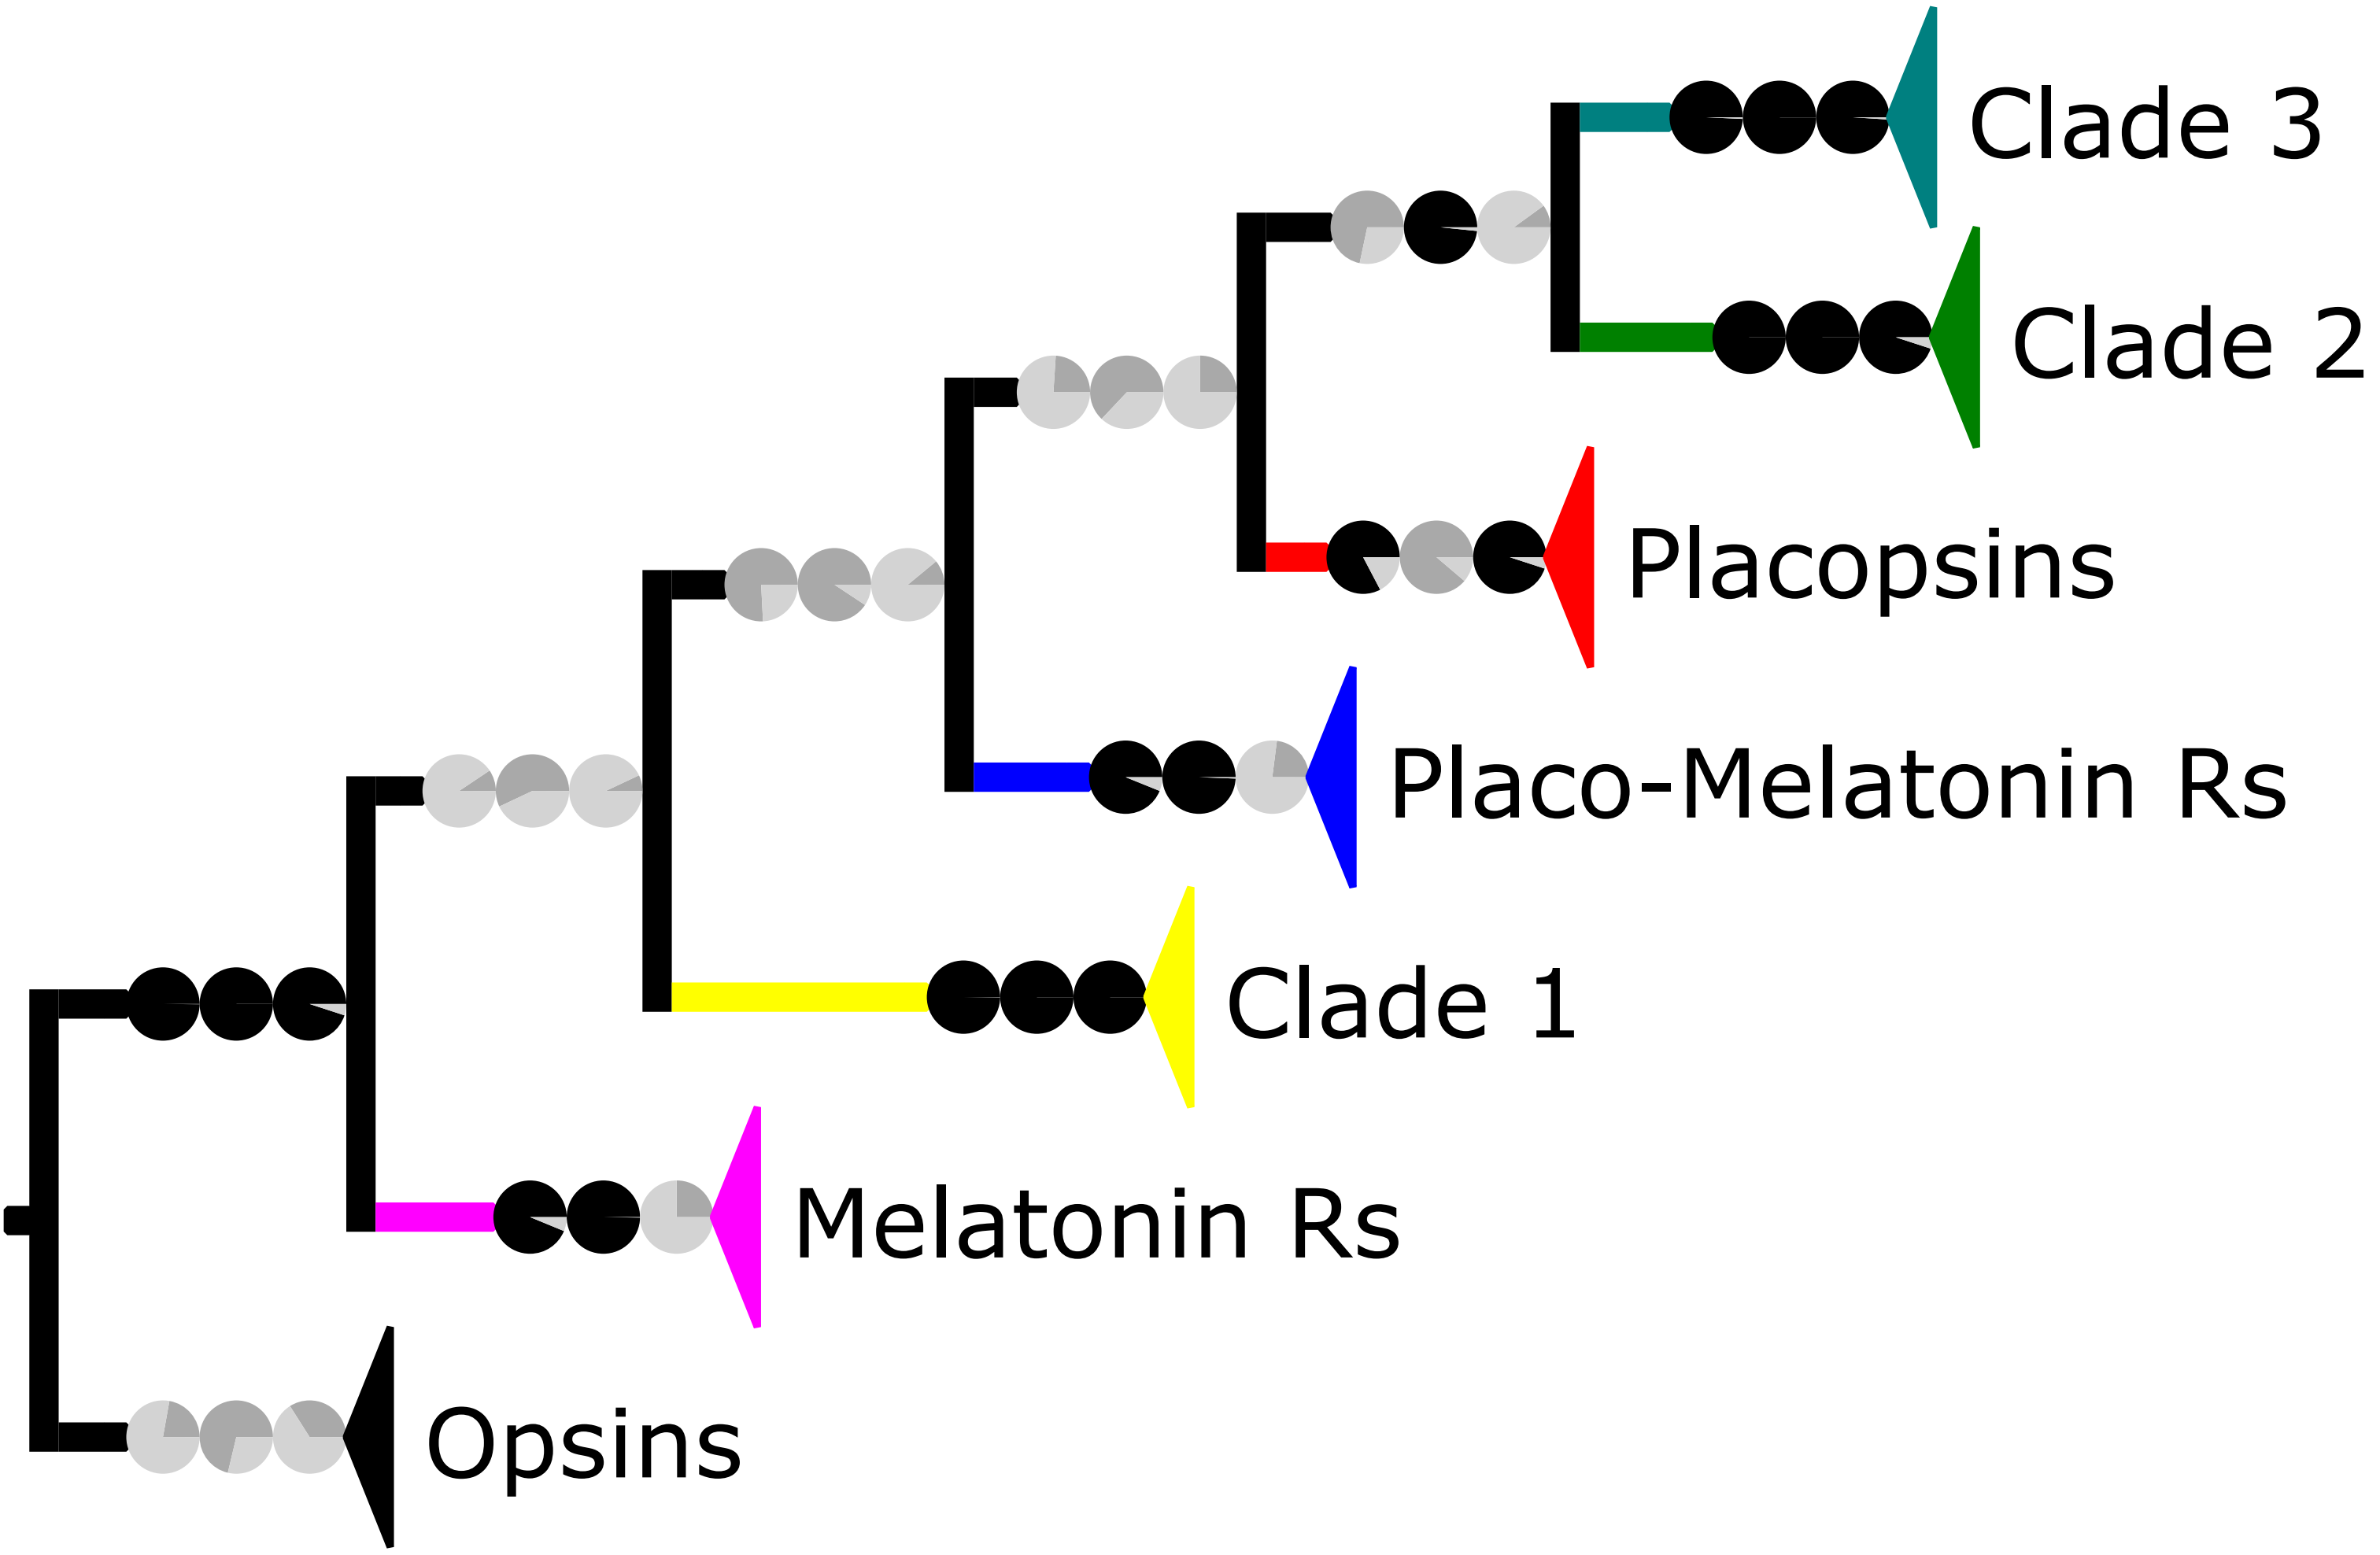 Clade 3
Clade 2
Placopsins
Placo-Melatonin Rs
Clade 1
Melatonin Rs
Opsins